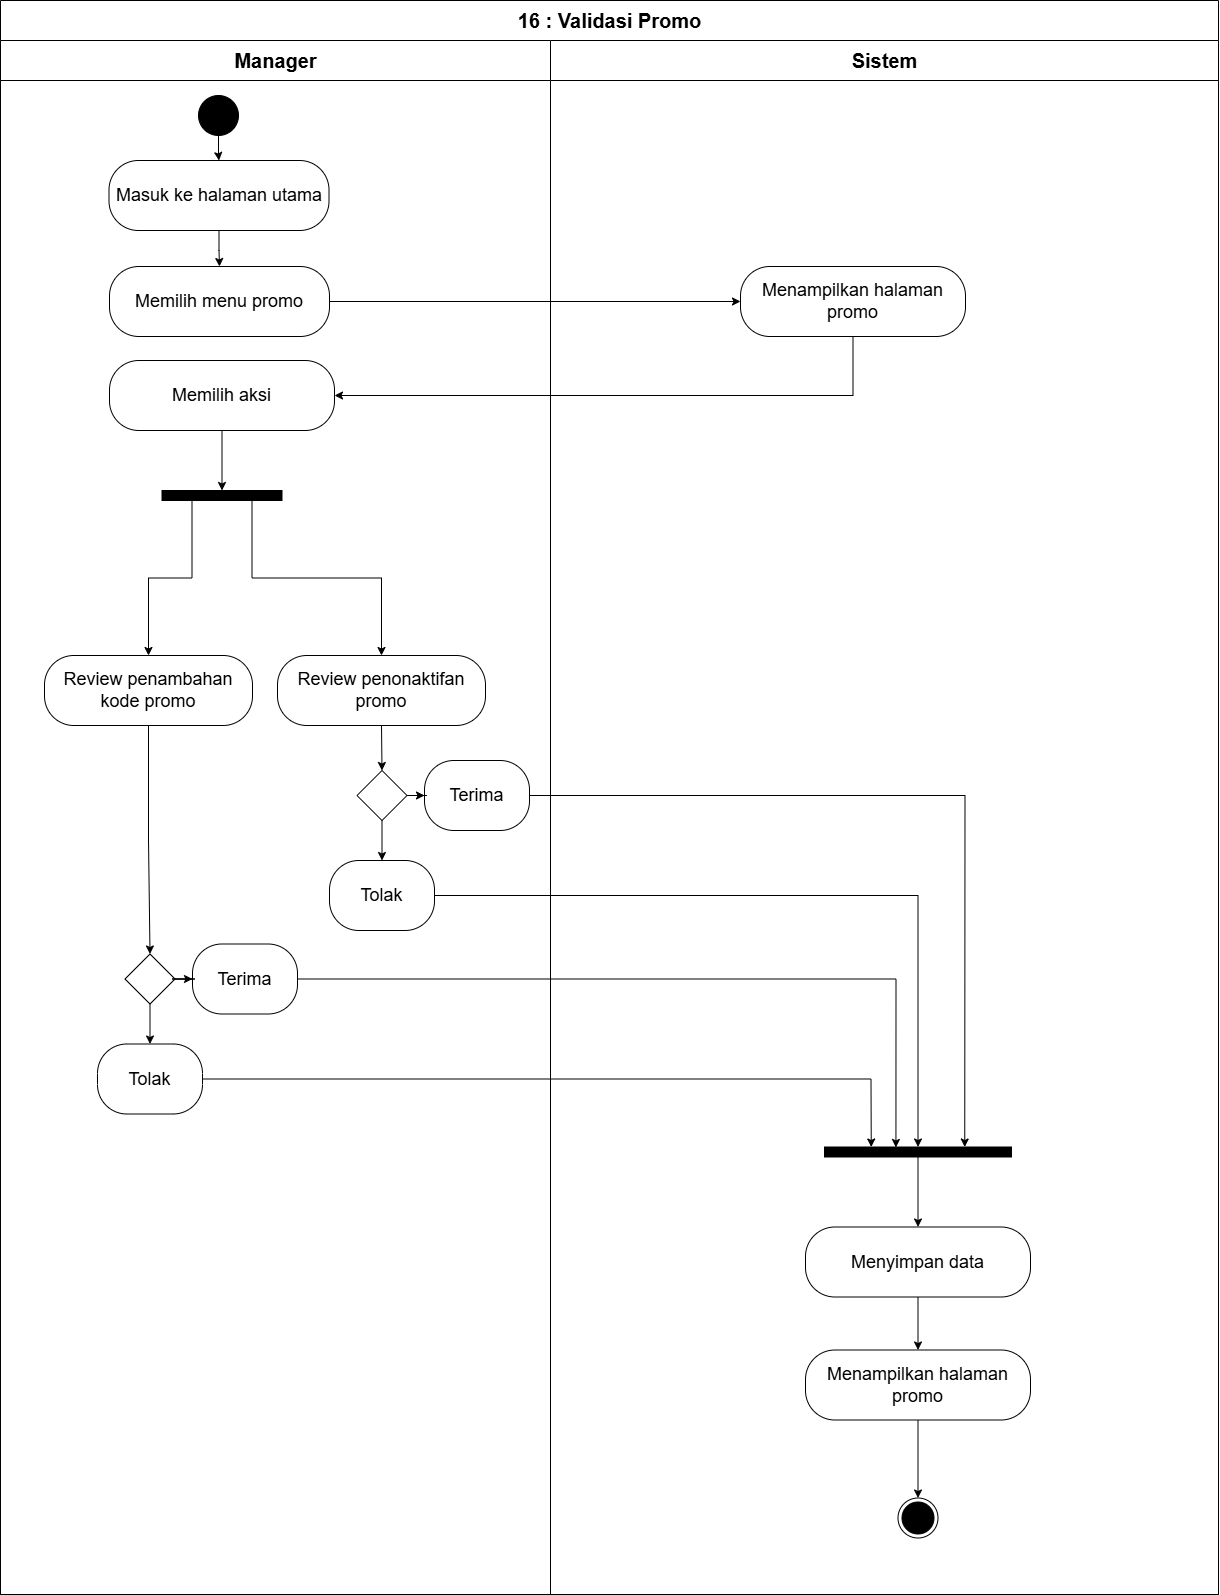 16 : Validasi Promo
Manager
Sistem
Masuk ke halaman utama
Memilih menu promo
Menampilkan halaman
promo
Memilih aksi
Review penambahan
kode promo
Review penonaktifan
promo
Terima
Tolak
Terima
Tolak
Menyimpan data
Menampilkan halaman
promo